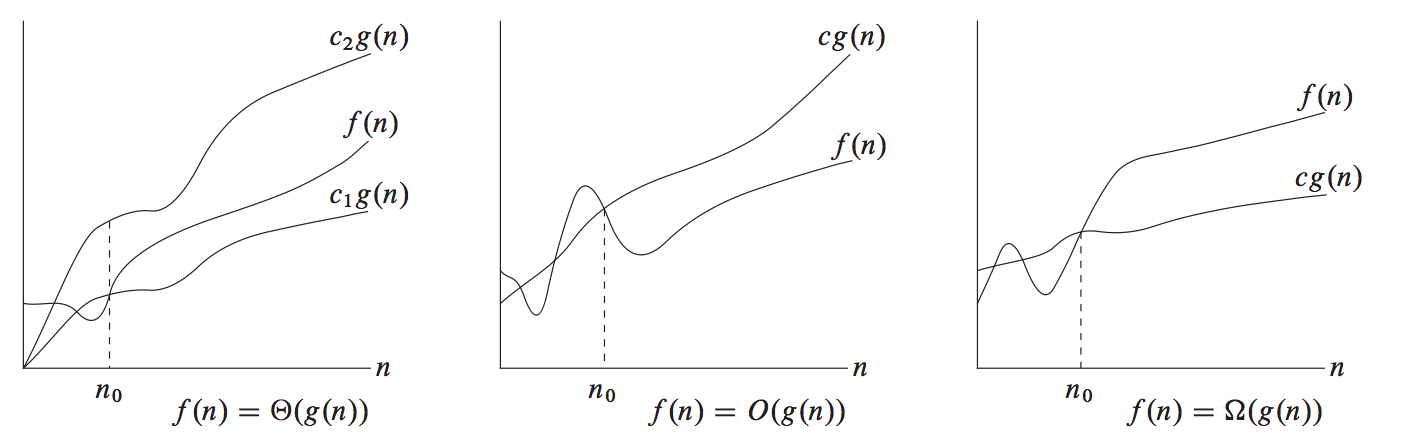 c₂g(n)
f(n)
c₁g(n)
n
n₀
f(n) = Θ(g(n))
cg(n)
f(n)
n
n₀
f(n) = O(g(n))
f(n)
cg(n)
n
n₀
f(n) = Ω(g(n))